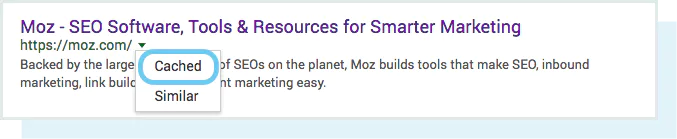 Moz - SEO Software, Tools & Resources for Smarter Marketing
https://moz.com/
Cached
Backed by the large of SEOs on the planet, Moz builds tools that make SEO, inbound
marketing, link build nt marketing easy.
Similar